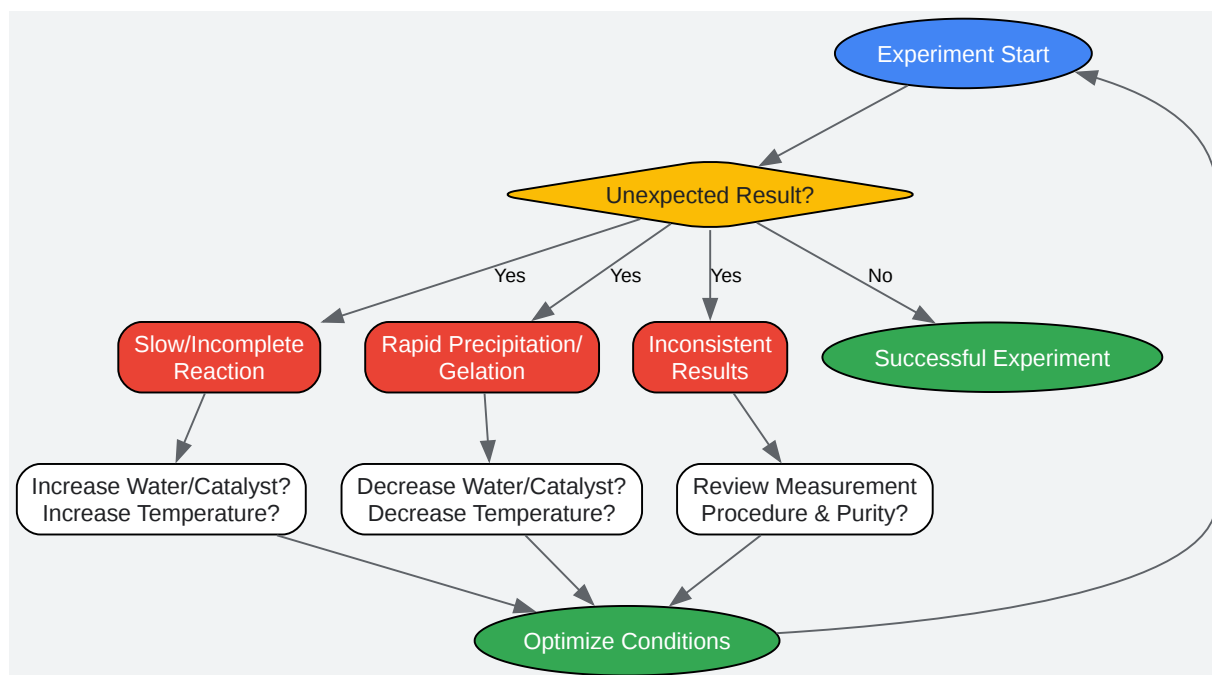 Experiment Start
Unexpected Result?
Yes
Yes
Yes
No
Slow/Incomplete
Reaction
Rapid Precipitation/
Gelation
Inconsistent
Results
Successful Experiment
Increase Water/Catalyst?
Increase Temperature?
Decrease Water/Catalyst?
Decrease Temperature?
Review Measurement
Procedure & Purity?
Optimize Conditions